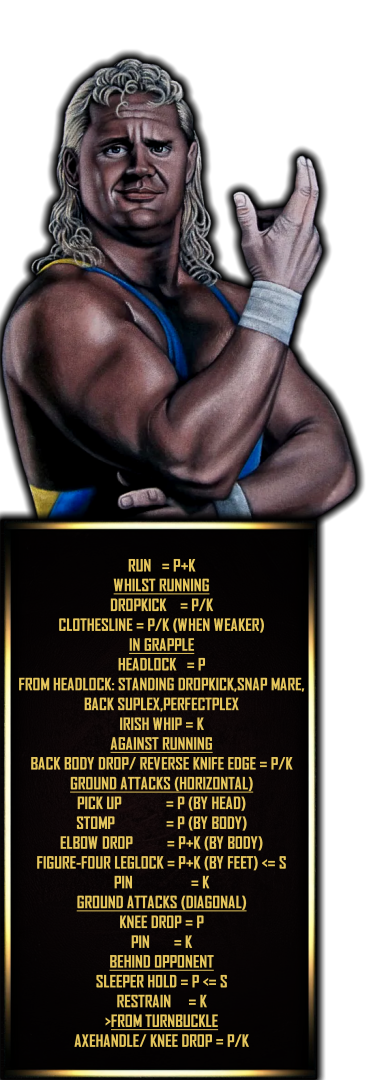 RUN = P+K
WHILST RUNNING
DROPKICK = P/K
CLOTHESLINE = P/K (WHEN WEAKER)
IN GRAPPLE
HEADLOCK = P
FROM HEADLOCK: STANDING DROPKICK,SNAP MARE,
BACK SUPLEX,PERFECTPLEX
IRISH WHIP = K
AGAINST RUNNING
BACK BODY DROP/ REVERSE KNIFE EDGE = P/K
GROUND ATTACKS (HORIZONTAL)
PICK UP = P (BY HEAD)
STOMP = P (BY BODY)
ELBOW DROP = P+K (BY BODY)
FIGURE-FOUR LEGLOCK = P+K (BY FEET) <= S
PIN = K
GROUND ATTACKS (DIAGONAL)
KNEE DROP = P
PIN = K
BEHIND OPPONENT
SLEEPER HOLD = P <= S
RESTRAIN = K
>FROM TURNBUCKLE
AXEHANDLE/ KNEE DROP = P/K